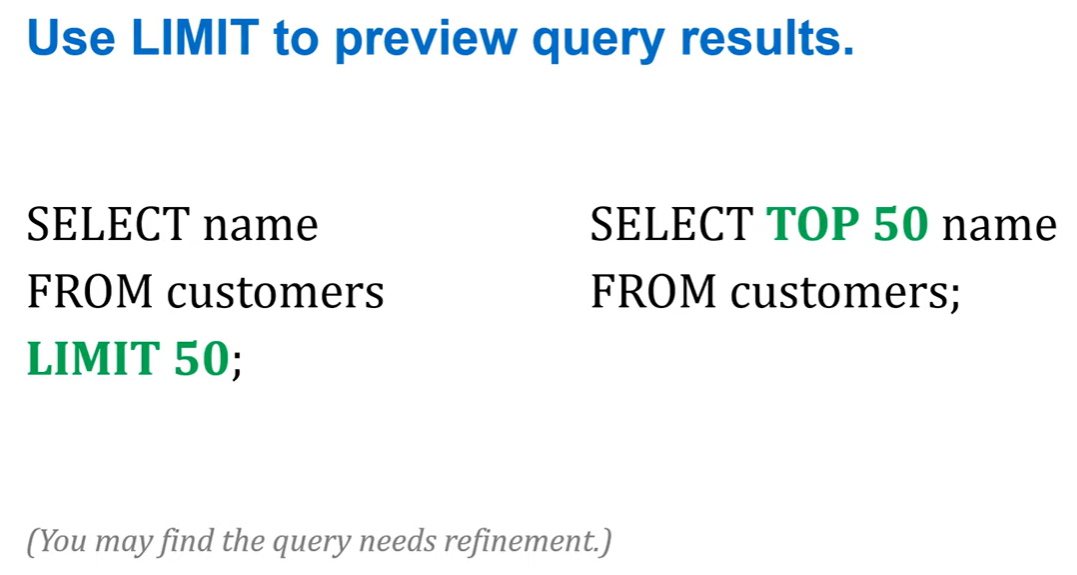 Use LIMIT to preview query results.
SELECT name
FROM customers
LIMIT 50;
SELECT TOP 50 name
FROM customers;
(You may find the query needs refinement.)